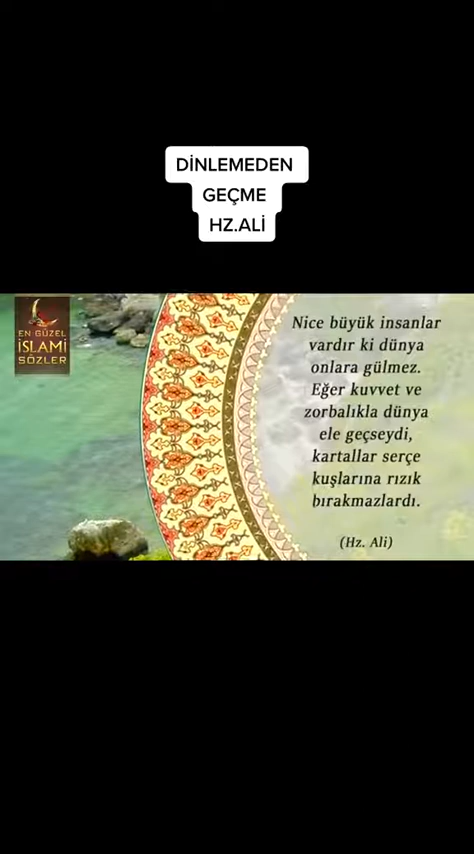 DİNLEMEDEN
GEÇME
HZ.ALİ
EN GÜZEL
İSLAMİ
SÖZLER
Nice büyük insanlar
vardır ki dünya
onlara gülmez.
Eğer kuvvet ve
zorbalıkla dünya
ele geçseydi,
kartallar serçe
kuşlarına rızık
bırakmazlardı.
(Hz. Ali)